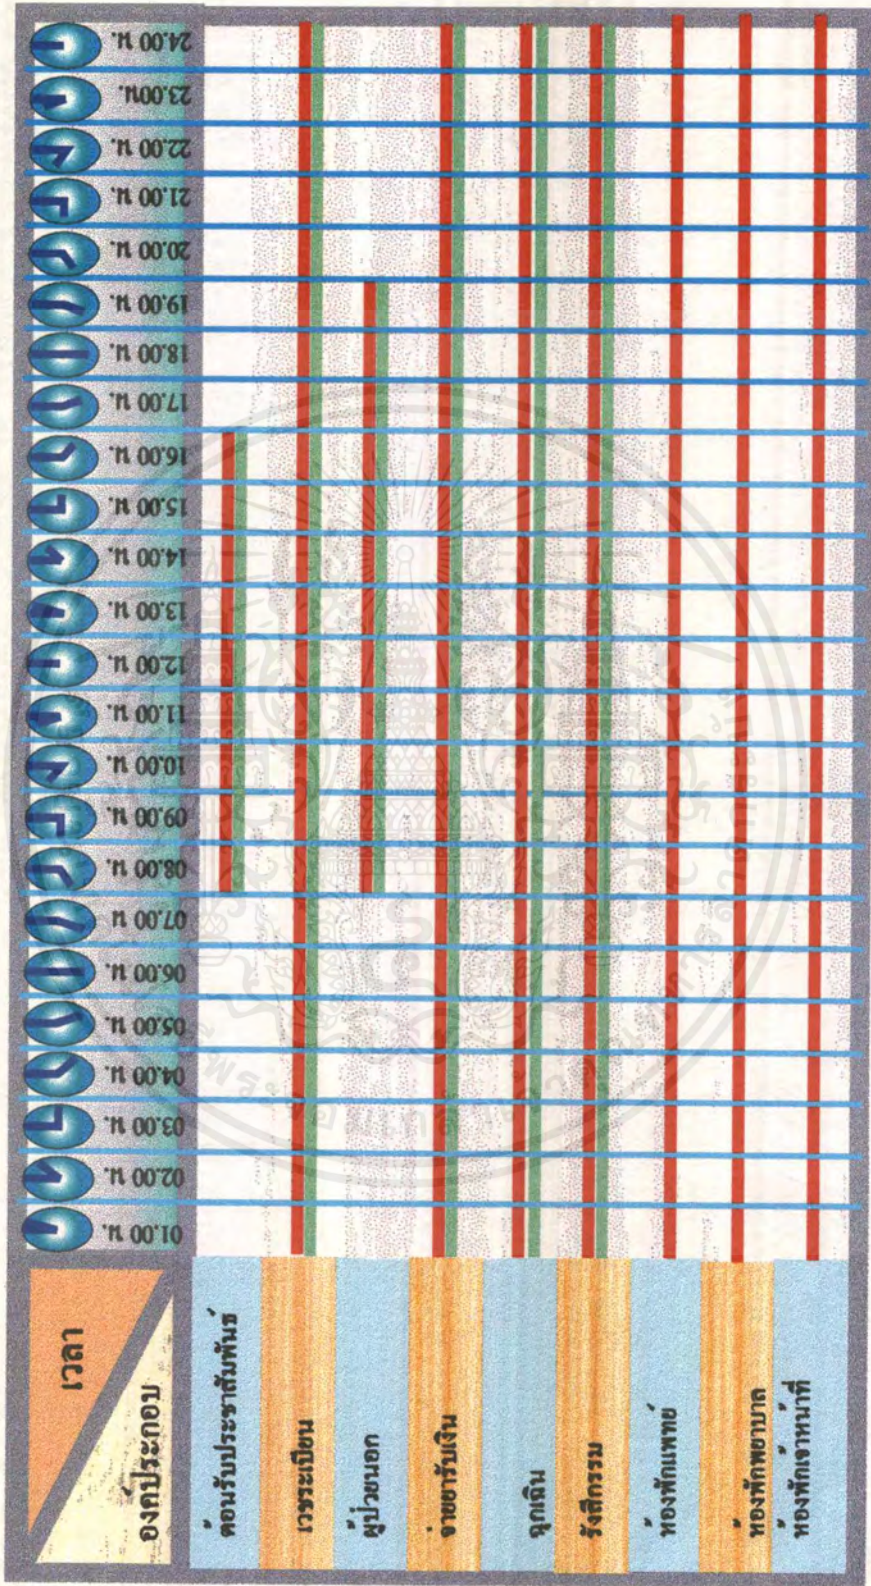 เวลา
องค์ประกอบ
01.00 น.
02.00 น.
03.00 น
04.00 น.
05.00 น
06.00 น.
07.00 น.
08.00 น
09.00 น.
10.00 น
11.00 น
12.00 น.
13.00 น
14.00 น.
15.00 น
16.00 น.
17.00 น
18.00 น.
19.00 น.
20.00 น
21.00 น
22.00 น.
23.00น.
24.00 น.
ต้อนรับประชาสัมพันธ์
เวชระเบียน
ผู้ป่วยนอก
จ่ายยารับเงิน
ฉุกเฉิน
รังสีกรรม
ห้องพักแพทย์
ห้องพักพยาบาล
ห้องพักเจ้าหน้าที่